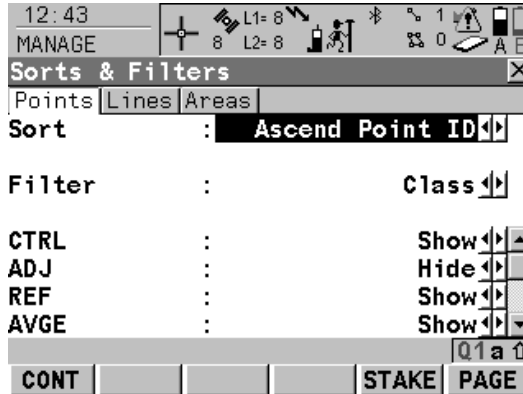 12:43
MANAGE
8
L1= 8
L2= 8
1
0
A B
Sorts & Filters
Points Lines Areas
Sort : Ascend Point ID
Filter : Class
CTRL : Show
ADJ : Hide
REF : Show
AVGE : Show
Q1 a
CONT STAKE PAGE